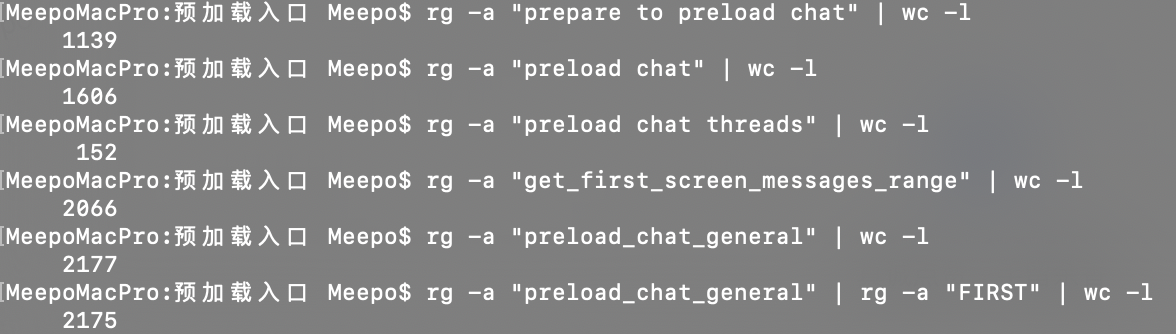 [MeepoMacPro:预加载入口 Meepo$ rg -a "prepare to preload chat" | wc -l
1139
[MeepoMacPro:预加载入口 Meepo$ rg -a "preload chat" | wc -l
1606
[MeepoMacPro:预加载入口 Meepo$ rg -a "preload chat threads" | wc -l
152
[MeepoMacPro:预加载入口 Meepo$ rg -a "get_first_screen_messages_range" | wc -l
2066
[MeepoMacPro:预加载入口 Meepo$ rg -a "preload_chat_general" | wc -l
2177
[MeepoMacPro:预加载入口 Meepo$ rg -a "preload_chat_general" | rg -a "FIRST" | wc -l
2175